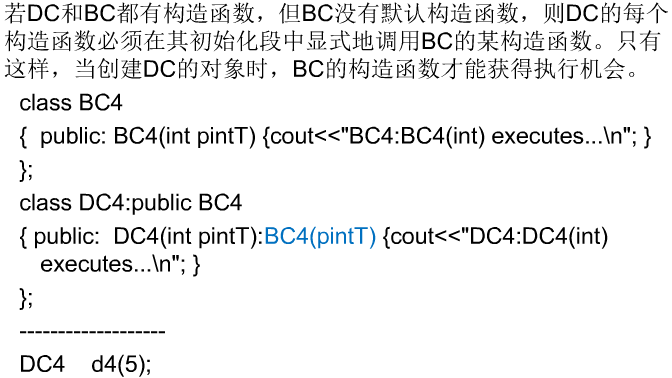 若DC和BC都有构造函数，但BC没有默认构造函数，则DC的每个
构造函数必须在其初始化段中显式地调用BC的某构造函数。只有
这样，当创建DC的对象时，BC的构造函数才能获得执行机会。
class BC4
{  public: BC4(int pintT) {cout<<"BC4:BC4(int) executes...\n"; }
};
class DC4:public BC4
{ public:  DC4(int pintT):BC4(pintT) {cout<<"DC4:DC4(int)
executes...\n"; }
};
-------------------
DC4    d4(5);